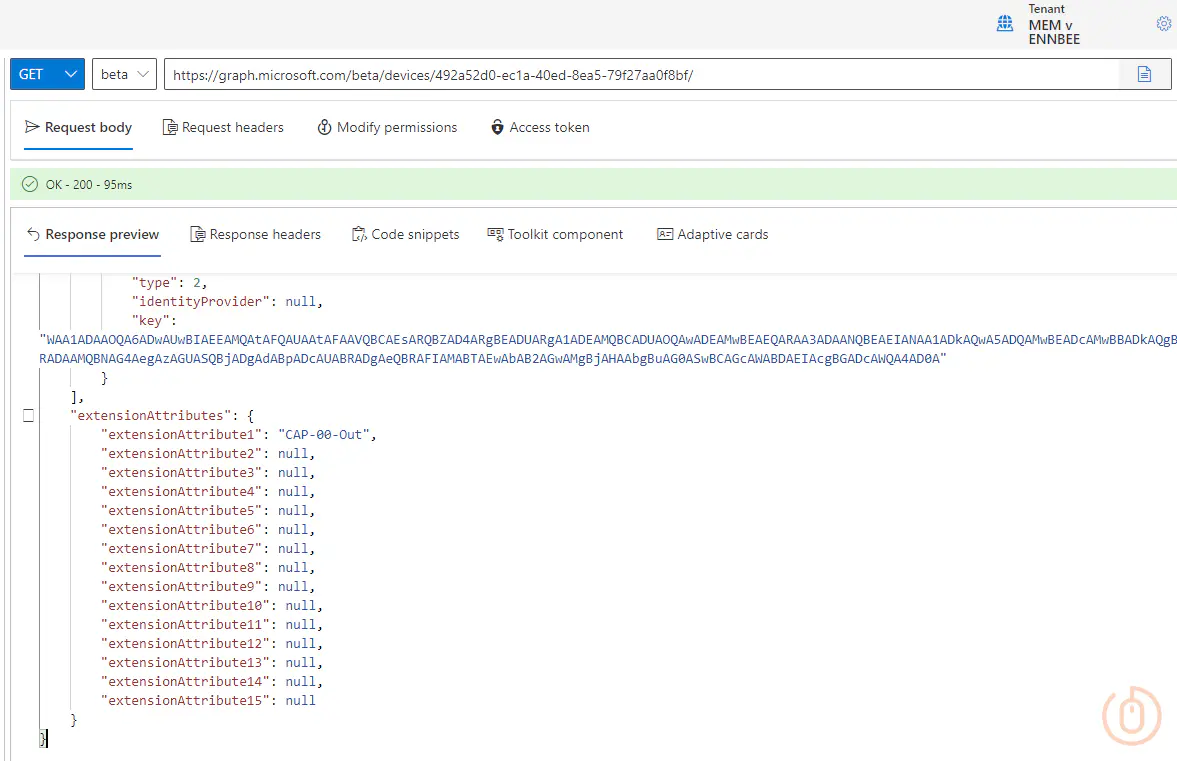 Tenant
MEM v
ENNBEE
GET
beta
https://graph.microsoft.com/beta/devices/492a52d0-ec1a-40ed-8ea5-79f27aa0f8bf/
Request body
Request headers
Modify permissions
Access token
OK - 200 - 95ms
Response preview
Response headers
Code snippets
Toolkit component
Adaptive cards
"type": 2,
"identityProvider": null,
"key":
"WAA1ADAAOQA6ADwAUwBIAEEAMQAtAFQAUAAtAFAAVQBCAEsARQBZAD4ARgBEADUARgA1ADEAMQBCADUAOQAwADEAMwBEAEQARAA3ADAANQBEAEIANAA1ADkAQwA5ADQAMwBEADcAMwBBADkAQgB
RADAAMQBNAG4AegAzAGUASQBjADgAdABpADcAUABRADgAeQBRAFIAMABTAEwAbAB2AGwAMgBjAHAAbgBuAG0ASwBCAGcAWABDAEIAcgBGADcAWQA4AD0A"
}
],
"extensionAttributes": {
"extensionAttribute1": "CAP-00-Out",
"extensionAttribute2": null,
"extensionAttribute3": null,
"extensionAttribute4": null,
"extensionAttribute5": null,
"extensionAttribute6": null,
"extensionAttribute7": null,
"extensionAttribute8": null,
"extensionAttribute9": null,
"extensionAttribute10": null,
"extensionAttribute11": null,
"extensionAttribute12": null,
"extensionAttribute13": null,
"extensionAttribute14": null,
"extensionAttribute15": null
}
}